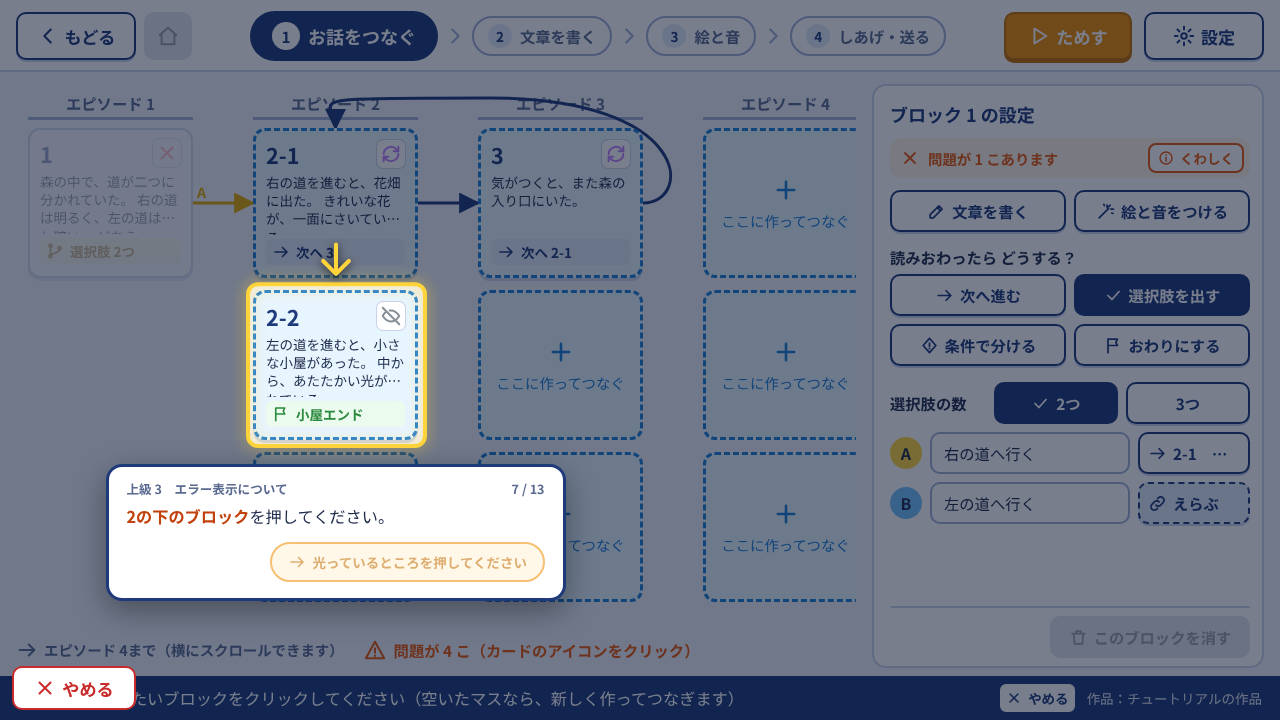 もどる
1 お話をつなぐ
2 文章を書く
3 絵と音
4 しあげ・送る
ためす
設定
エピソード 1
エピソード 2
エピソード 3
エピソード 4
1
森の中で、道が二つに
分かれていた。 右の道
は明るく、左の道は…
選択肢 2つ
A
2-1
右の道を進むと、花畑
に出た。 きれいな花
が、一面にさいてい…
次へ 3
3
気がつくと、また森の
入り口にいた。
次へ 2-1
ここに作ってつなぐ
2-2
左の道を進むと、小さ
な小屋があった。 中か
ら、あたたかい光が…
小屋エンド
ここに作ってつなぐ
ここに作ってつなぐ
てつなぐ
ここに作ってつなぐ
上級 3 エラー表示について
7 / 13
2の下のブロックを押してください。
光っているところを押してください
エピソード 4まで（横にスクロールできます）
問題が 4 こ（カードのアイコンをクリック）
ブロック 1 の設定
問題が 1 こあります
くわしく
文章を書く
絵と音をつける
読みおわったら どうする？
次へ進む
選択肢を出す
条件で分ける
おわりにする
選択肢の数
2つ
3つ
A 右の道へ行く
2-1 …
B 左の道へ行く
えらぶ
このブロックを消す
やめる
たいブロックをクリックしてください（空いたマスなら、新しく作ってつなぎます）
やめる
作品：チュートリアルの作品